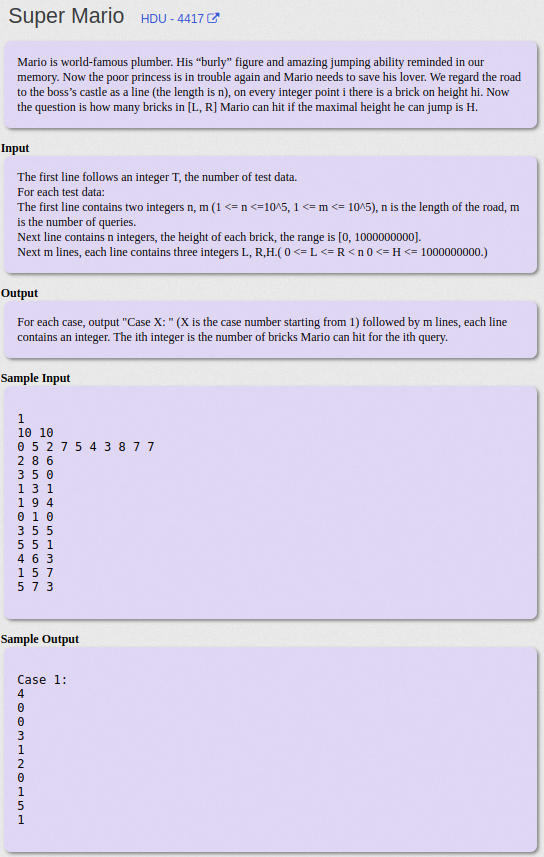 Super Mario HDU - 4417
Mario is world-famous plumber. His “burly” figure and amazing jumping ability reminded in our
memory. Now the poor princess is in trouble again and Mario needs to save his lover. We regard the road
to the boss’s castle as a line (the length is n), on every integer point i there is a brick on height hi. Now
the question is how many bricks in [L, R] Mario can hit if the maximal height he can jump is H.
Input
The first line follows an integer T, the number of test data.
For each test data:
The first line contains two integers n, m (1 <= n <=10^5, 1 <= m <= 10^5), n is the length of the road, m
is the number of queries.
Next line contains n integers, the height of each brick, the range is [0, 1000000000].
Next m lines, each line contains three integers L, R,H.( 0 <= L <= R < n 0 <= H <= 1000000000.)
Output
For each case, output "Case X: " (X is the case number starting from 1) followed by m lines, each line
contains an integer. The ith integer is the number of bricks Mario can hit for the ith query.
Sample Input
1
10 10
0 5 2 7 5 4 3 8 7 7
2 8 6
3 5 0
1 3 1
1 9 4
0 1 0
3 5 5
5 5 1
4 6 3
1 5 7
5 7 3
Sample Output
Case 1:
4
0
0
3
1
2
0
1
5
1